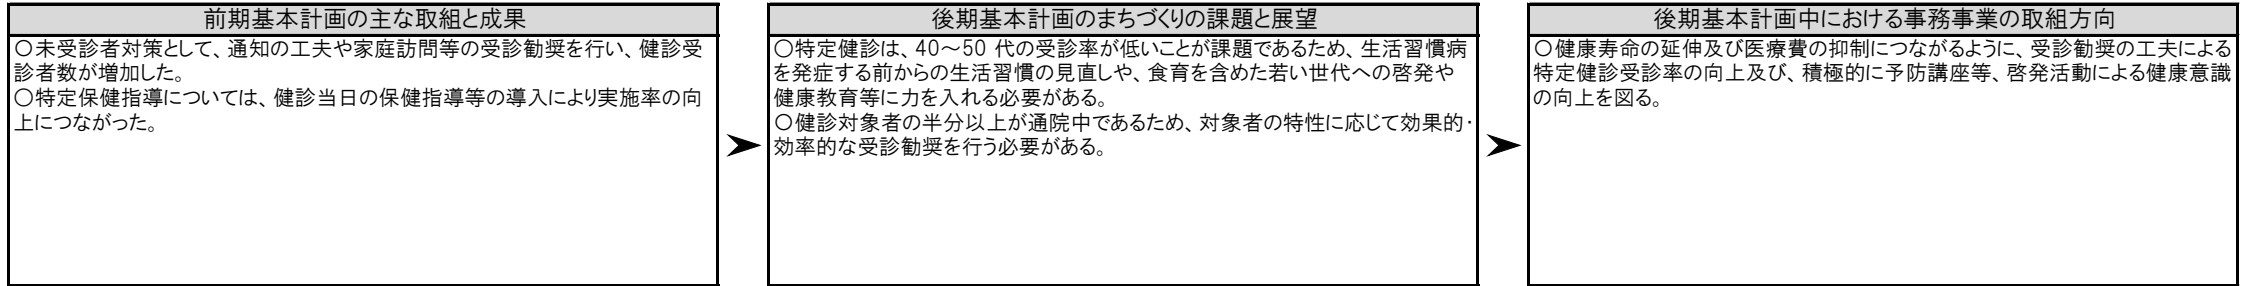 前期基本計画の主な取組と成果
○未受診者対策として、通知の工夫や家庭訪問等の受診勧奨を行い、健診受
診者数が増加した。
○特定保健指導については、健診当日の保健指導等の導入により実施率の向
上につながった。
後期基本計画のまちづくりの課題と展望
○特定健診は、40～50 代の受診率が低いことが課題であるため、生活習慣病
を発症する前からの生活習慣の見直しや、食育を含めた若い世代への啓発や
健康教育等に力を入れる必要がある。
○健診対象者の半分以上が通院中であるため、対象者の特性に応じて効果的・
効率的な受診勧奨を行う必要がある。
後期基本計画中における事務事業の取組方向
○健康寿命の延伸及び医療費の抑制につながるように、受診勧奨の工夫による
特定健診受診率の向上及び、積極的に予防講座等、啓発活動による健康意識
の向上を図る。